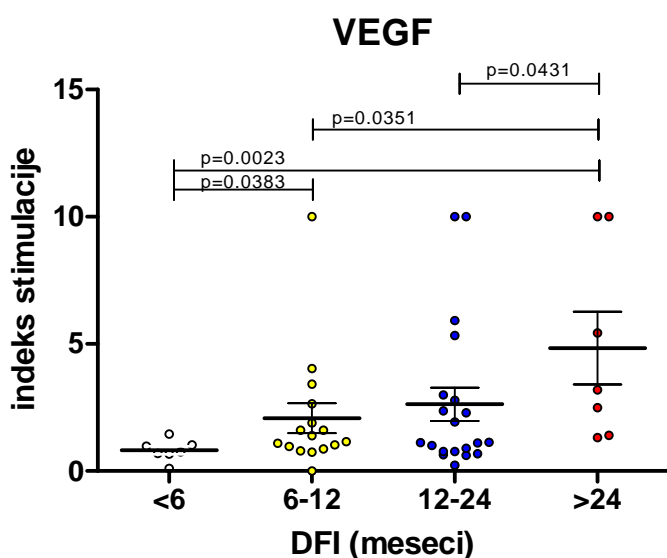 VEGF
p=0.0431
15
p=0.0351
p=0.0023
p=0.0383
10
5
0
indeks stimulacije
<6 6-12 12-24 >24
DFI (meseci)